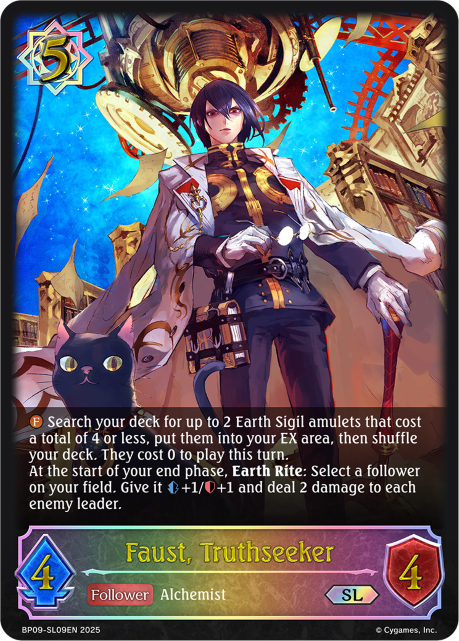 5
F Search your deck for up to 2 Earth Sigil amulets that cost
a total of 4 or less, put them into your EX area, then shuffle
your deck. They cost 0 to play this turn.
At the start of your end phase, Earth Rite: Select a follower
on your field. Give it +1/+1 and deal 2 damage to each
enemy leader.
Faust, Truthseeker
4
Follower Alchemist
SL
4
BP09-SL09EN 2025
© Cygames, Inc.